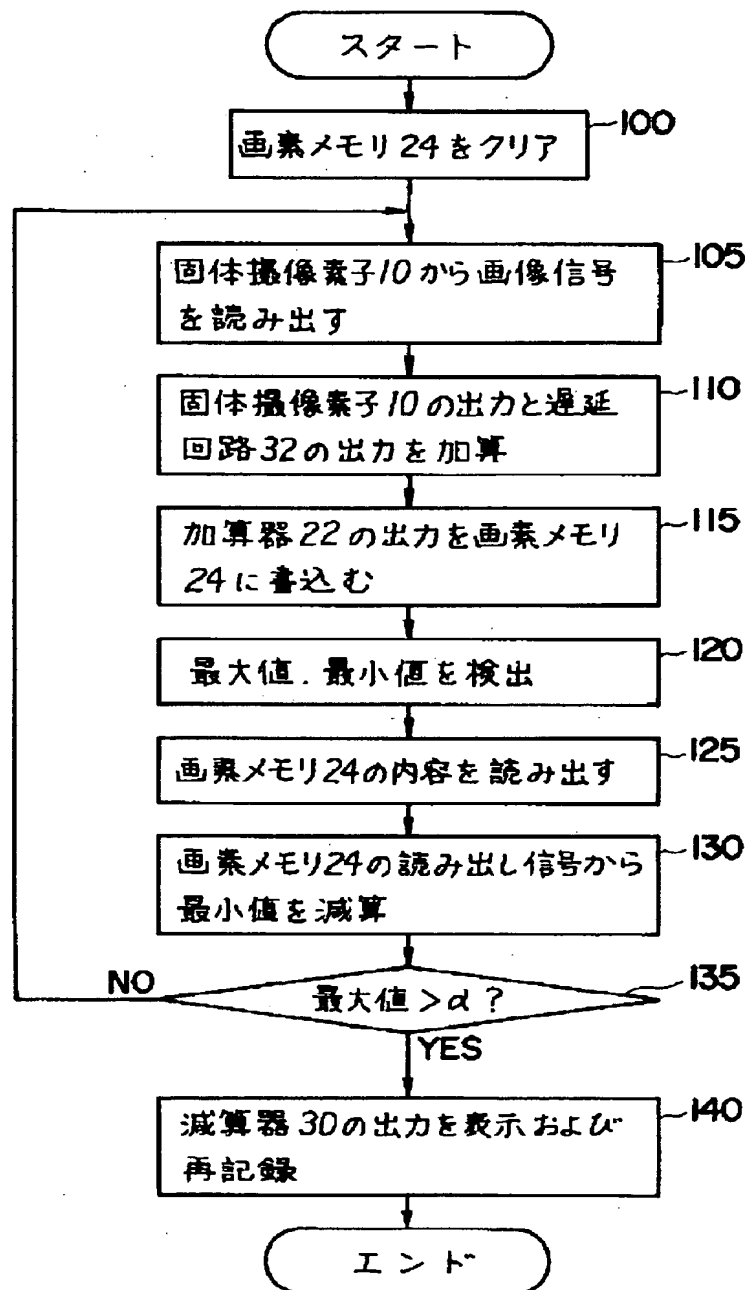 スタート
100
画素メモリ24をクリア
105
固体撮像素子10から画像信号
を読み出す
110
固体撮像素子10の出力と遅延
回路32の出力を加算
115
加算器22の出力を画素メモリ
24に書込む
120
最大値．最小値を検出
125
画素メモリ24の内容を読み出す
130
画素メモリ24の読み出し信号から
最小値を減算
135
NO
最大値＞α？
YES
140
減算器30の出力を表示および
再記録
エンド